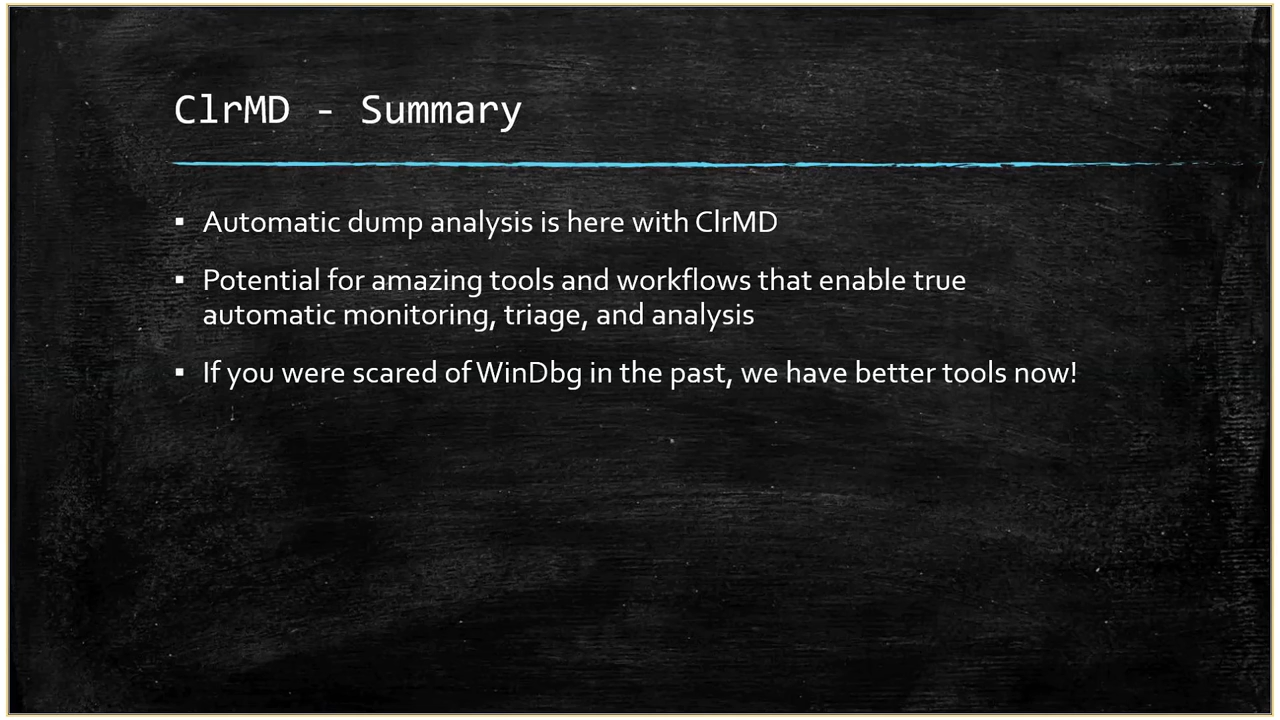 ClrMD - Summary
▪ Automatic dump analysis is here with ClrMD
▪ Potential for amazing tools and workflows that enable true
automatic monitoring, triage, and analysis
▪ If you were scared of WinDbg in the past, we have better tools now!